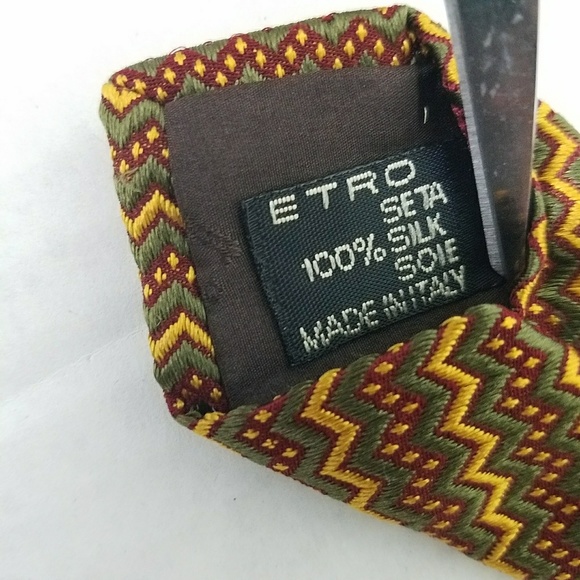 ETRO
SETA
100% SILK
SOIE
MADE IN ITALY